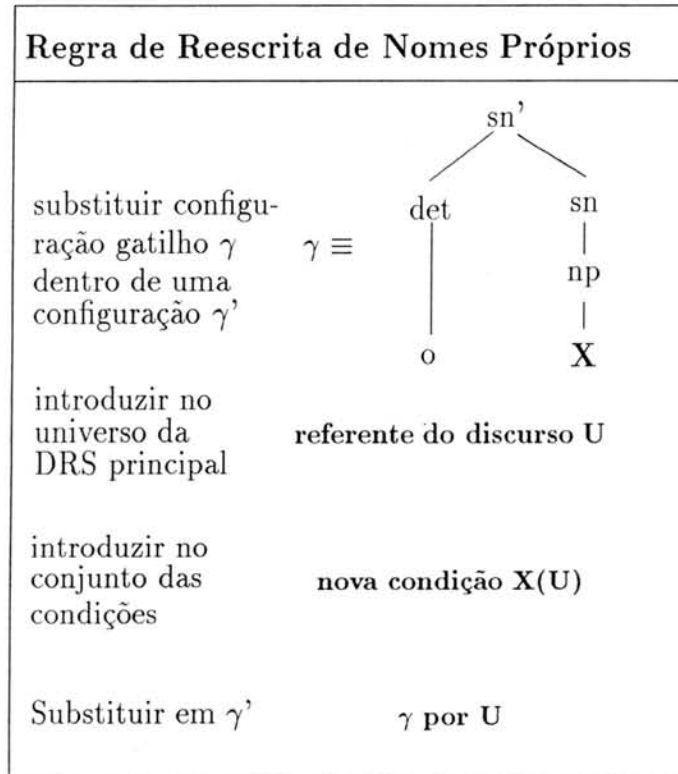 Regra de Reescrita de Nomes Próprios
sn'
substituir configu- det sn
ração gatilho γ γ ≡
dentro de uma np
configuração γ'
o X
introduzir no
universo da referente do discurso U
DRS principal
introduzir no
conjunto das nova condição X(U)
condições
Substituir em γ' γ por U